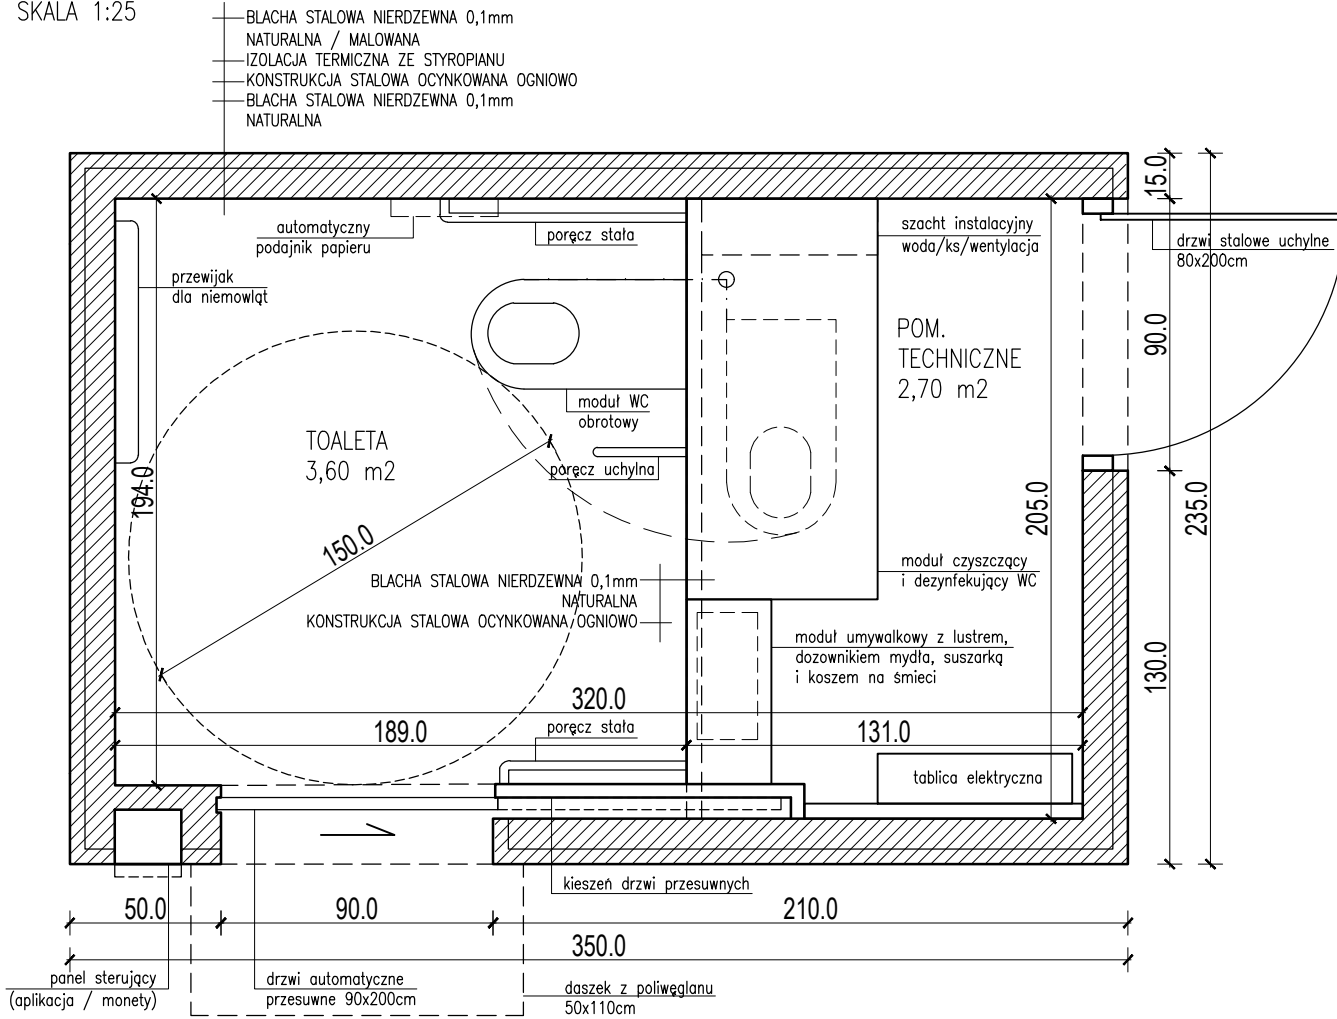 SKALA 1:25
BLACHA STALOWA NIERDZEWNA 0,1mm
NATURALNA / MALOWANA
IZOLACJA TERMICZNA ZE STYROPIANU
KONSTRUKCJA STALOWA OCYNKOWANA OGNIOWO
BLACHA STALOWA NIERDZEWNA 0,1mm
NATURALNA
15.0
automatyczny
podajnik papieru
poręcz stała
szacht instalacyjny
woda/ks/wentylacja
drzwi stalowe uchylne
80x200cm
przewijak
dla niemowląt
POM.
TECHNICZNE
2,70 m2
90.0
moduł WC
obrotowy
TOALETA
3,60 m2
poręcz uchylna
194.0
150.0
205.0
235.0
moduł czyszczący
i dezynfekujący WC
BLACHA STALOWA NIERDZEWNA 0,1mm
NATURALNA
KONSTRUKCJA STALOWA OCYNKOWANA OGNIOWO
moduł umywalkowy z lustrem,
dozownikiem mydła, suszarką
i koszem na śmieci
130.0
320.0
189.0
poręcz stała
131.0
tablica elektryczna
kieszeń drzwi przesuwnych
50.0
90.0
210.0
350.0
panel sterujący
(aplikacja / monety)
drzwi automatyczne
przesuwne 90x200cm
daszek z poliwęglanu
50x110cm